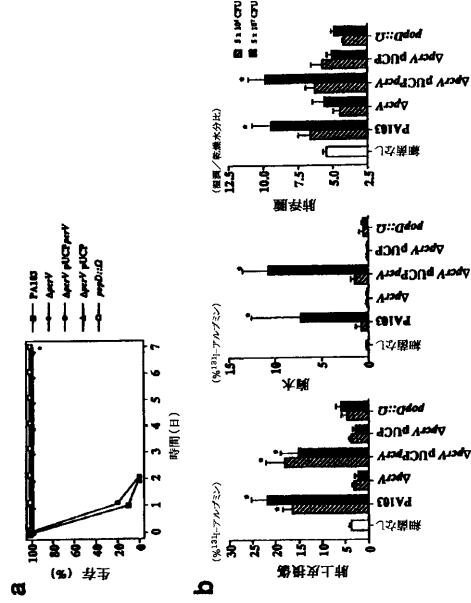 a
生存 (%)
100
80
60
40
20
0
0 1 2 3 4 5 6 7
時間(日)
PA103
ΔpcrV
ΔpcrV pUCPpcrV
ΔpcrV pUCP
popD::Ω
b
(%¹³¹I-アルブミン)
肺上皮損傷
30
25
20
15
10
5
0
細菌なし
PA103
ΔpcrV
ΔpcrV pUCPpcrV
ΔpcrV pUCP
popD::Ω
(%¹³¹I-アルブミン)
胸水
15
10
5
0
細菌なし
PA103
ΔpcrV
ΔpcrV pUCPpcrV
ΔpcrV pUCP
popD::Ω
(湿潤/乾燥水分比)
肺浮腫
12.5
10.0
7.5
5.0
2.5
細菌なし
PA103
ΔpcrV
ΔpcrV pUCPpcrV
ΔpcrV pUCP
popD::Ω
CFU
CFU